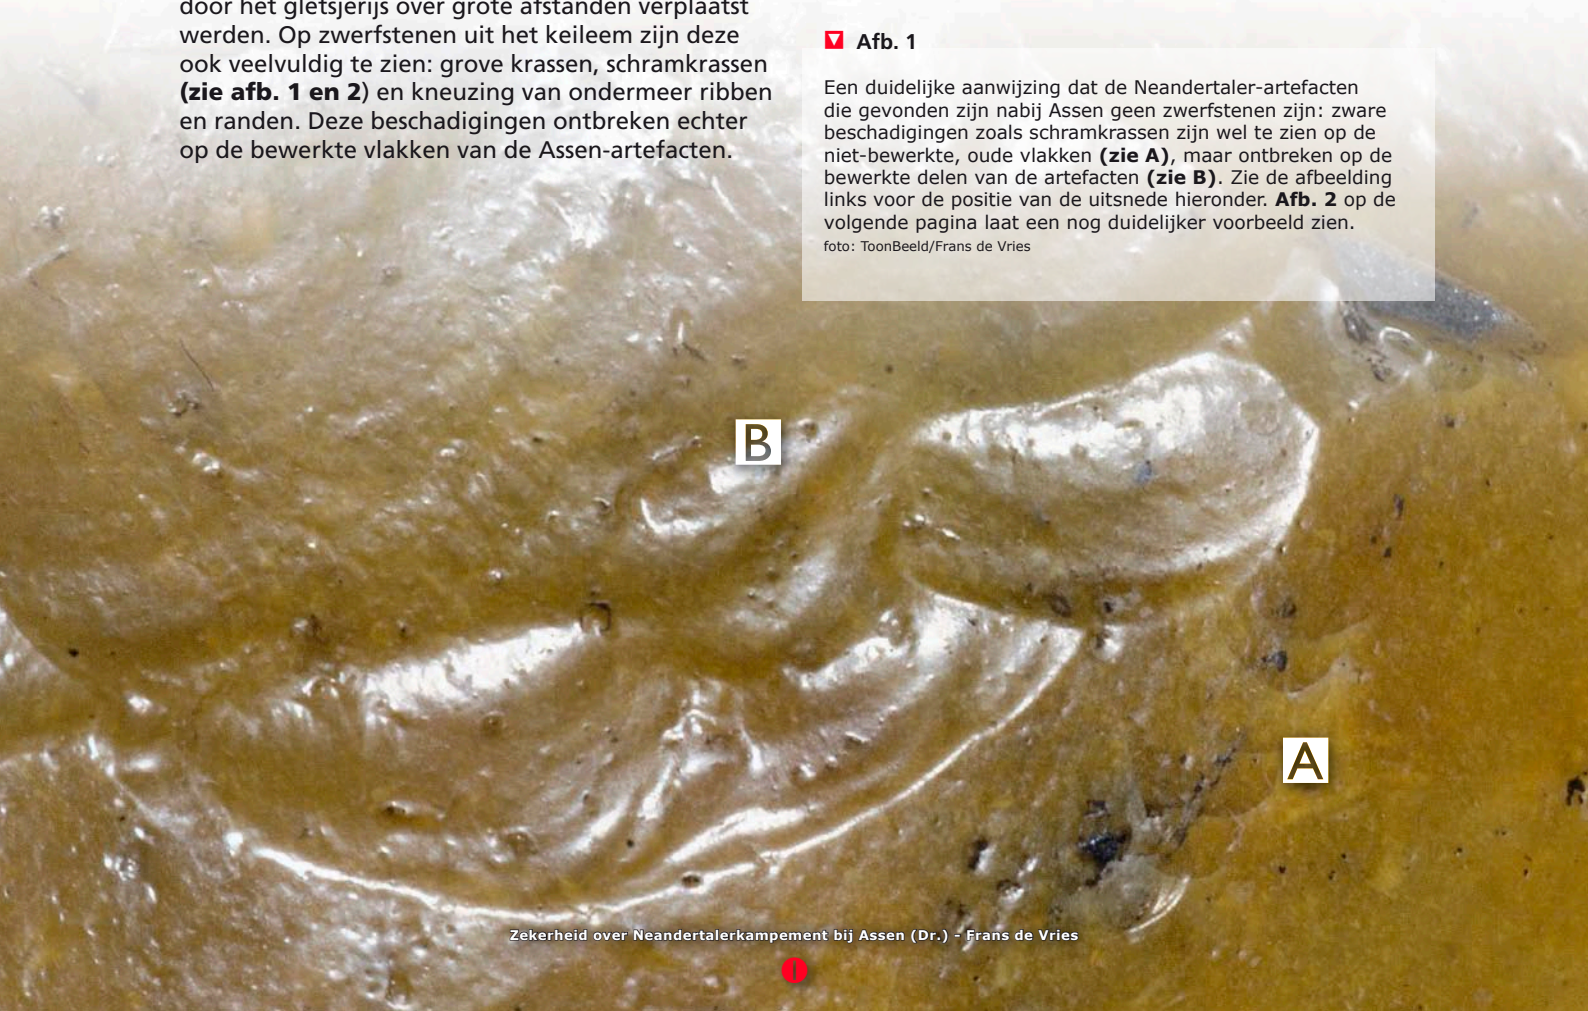 door het gletsjerijs over grote afstanden verplaatst
werden. Op zwerfstenen uit het keileem zijn deze
ook veelvuldig te zien: grove krassen, schramkrassen
(zie afb. 1 en 2) en kneuzing van ondermeer ribben
en randen. Deze beschadigingen ontbreken echter
op de bewerkte vlakken van de Assen-artefacten.
Afb. 1
Een duidelijke aanwijzing dat de Neandertaler-artefacten
die gevonden zijn nabij Assen geen zwerfstenen zijn: zware
beschadigingen zoals schramkrassen zijn wel te zien op de
niet-bewerkte, oude vlakken (zie A), maar ontbreken op de
bewerkte delen van de artefacten (zie B). Zie de afbeelding
links voor de positie van de uitsnede hieronder. Afb. 2 op de
volgende pagina laat een nog duidelijker voorbeeld zien.
foto: ToonBeeld/Frans de Vries
B
A
Zekerheid over Neandertalerkampement bij Assen (Dr.) - Frans de Vries